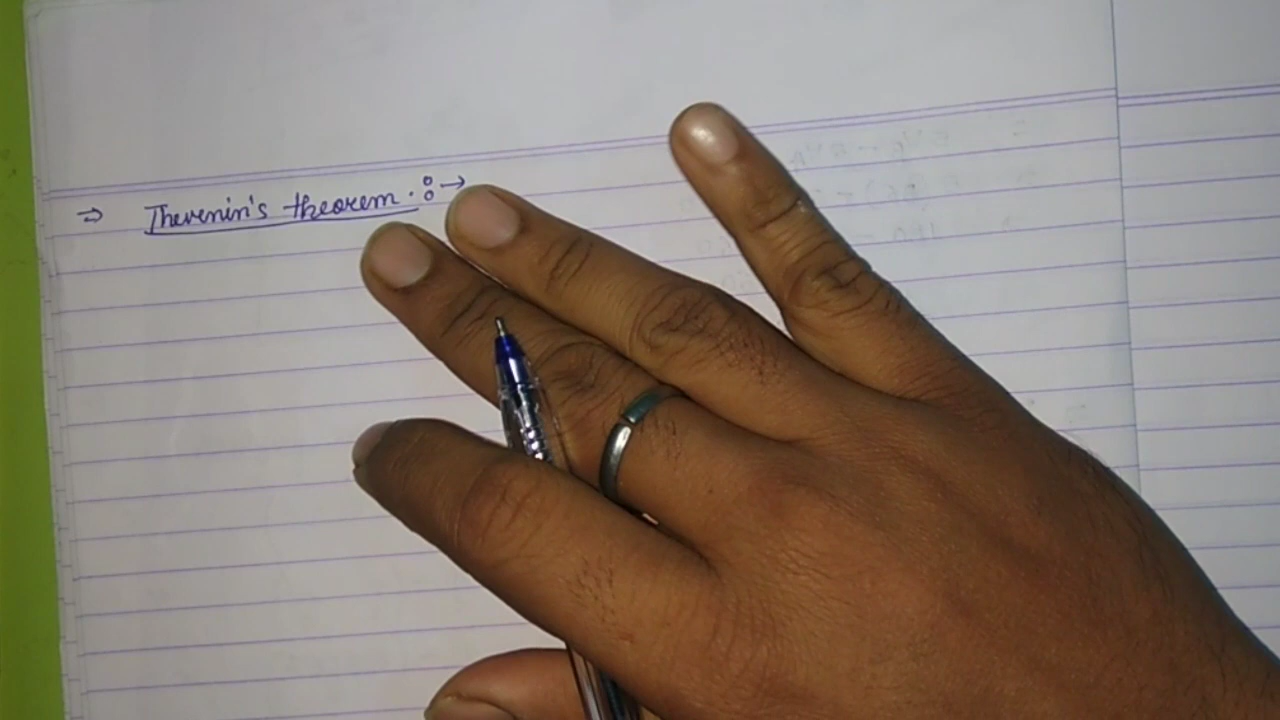 ⇒ Thevenin's theorem :→